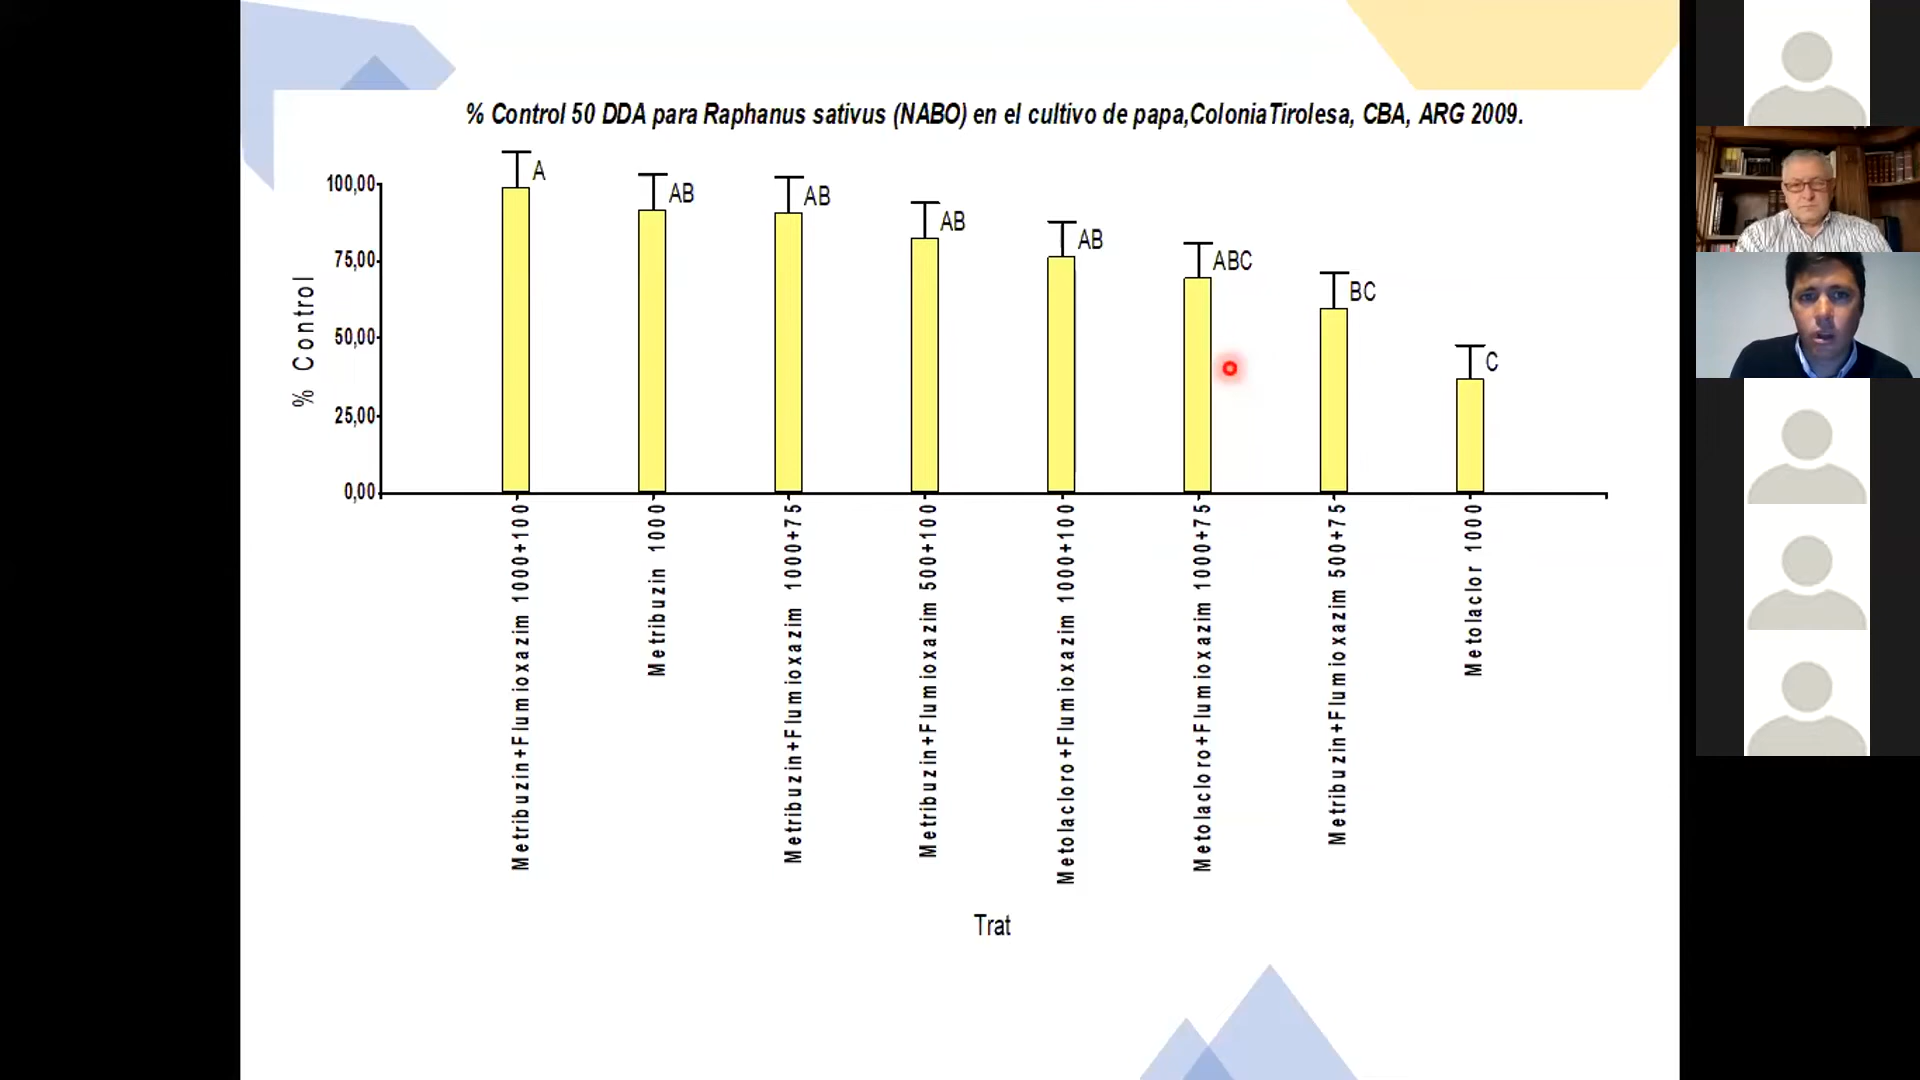 % Control 50 DDA para Raphanus sativus (NABO) en el cultivo de papa,ColoniaTirolesa, CBA, ARG 2009.
A
AB
AB
AB
AB
ABC
BC
C
100,00
75,00
50,00
25,00
0,00
% Control
Metribuzin+Flumioxazim 1000+100
Metribuzin 1000
Metribuzin+Flumioxazim 1000+75
Metribuzin+Flumioxazim 500+100
Metolacloro+Flumioxazim 1000+100
Metolacloro+Flumioxazim 1000+75
Metribuzin+Flumioxazim 500+75
Metolaclor 1000
Trat